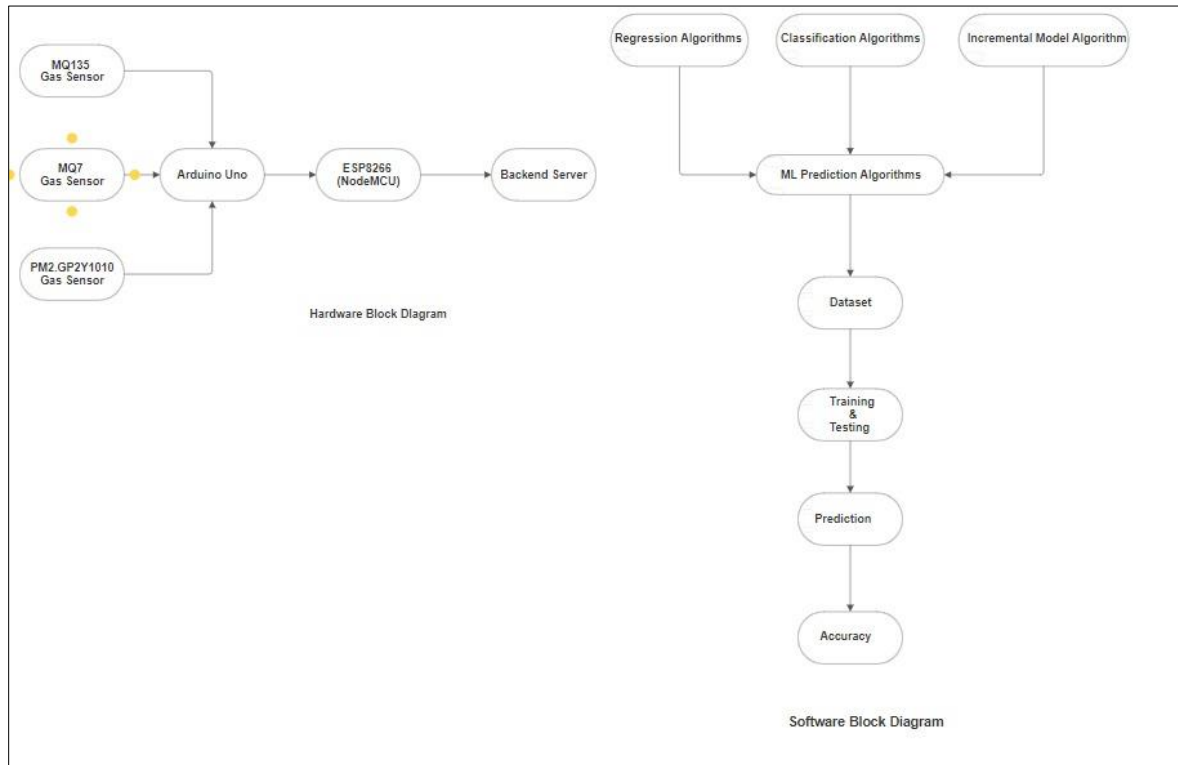 MQ135
Gas Sensor
MQ7
Gas Sensor
PM2.GP2Y1010
Gas Sensor
Arduino Uno
ESP8266
(NodeMCU)
Backend Server
Hardware Block DIagram
Regression Algorithms
Classification Algorithms
Incremental Model Algorithm
ML Prediction Algorithms
Dataset
Training
&
Testing
Prediction
Accuracy
Software Block Diagram